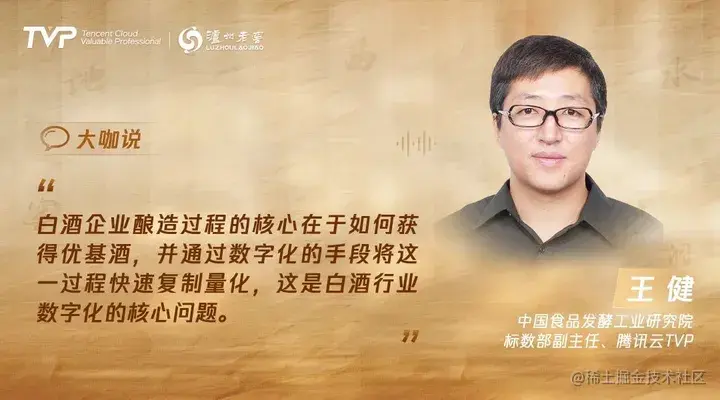 TVP
Tencent Cloud
Valuable Professional
泸州老窖
LUZHOULAOJIAO
大咖说
“
白酒企业酿造过程的核心在于如何获
得优基酒，并通过数字化的手段将这
一过程快速复制量化，这是白酒行业
数字化的核心问题。
”
王健
中国食品发酵工业研究院
标数部副主任、腾讯云TVP
@稀土掘金技术社区